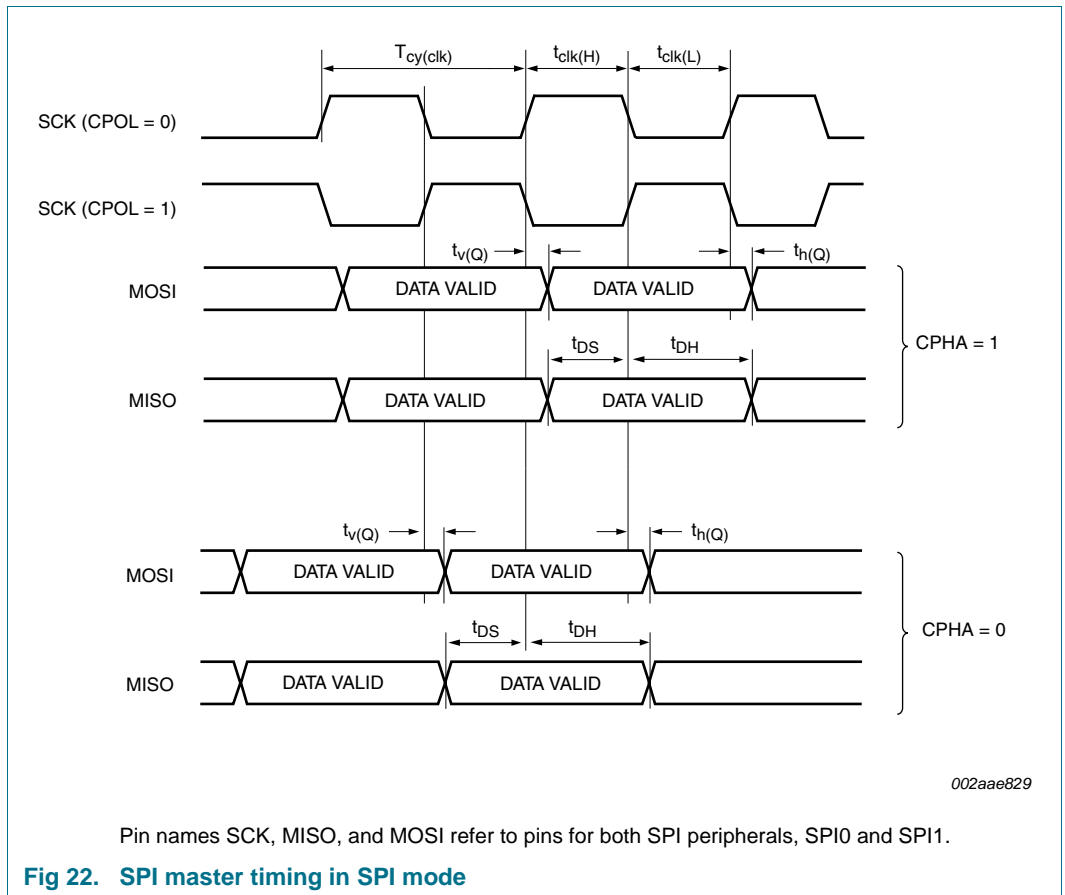 Tcy(clk) tclk(H) tclk(L)
SCK (CPOL = 0)
SCK (CPOL = 1)
tv(Q) th(Q)
MOSI DATA VALID DATA VALID
CPHA = 1
tDS tDH
MISO DATA VALID DATA VALID
tv(Q) th(Q)
MOSI DATA VALID DATA VALID
CPHA = 0
tDS tDH
MISO DATA VALID DATA VALID
002aae829
Pin names SCK, MISO, and MOSI refer to pins for both SPI peripherals, SPI0 and SPI1.
Fig 22. SPI master timing in SPI mode